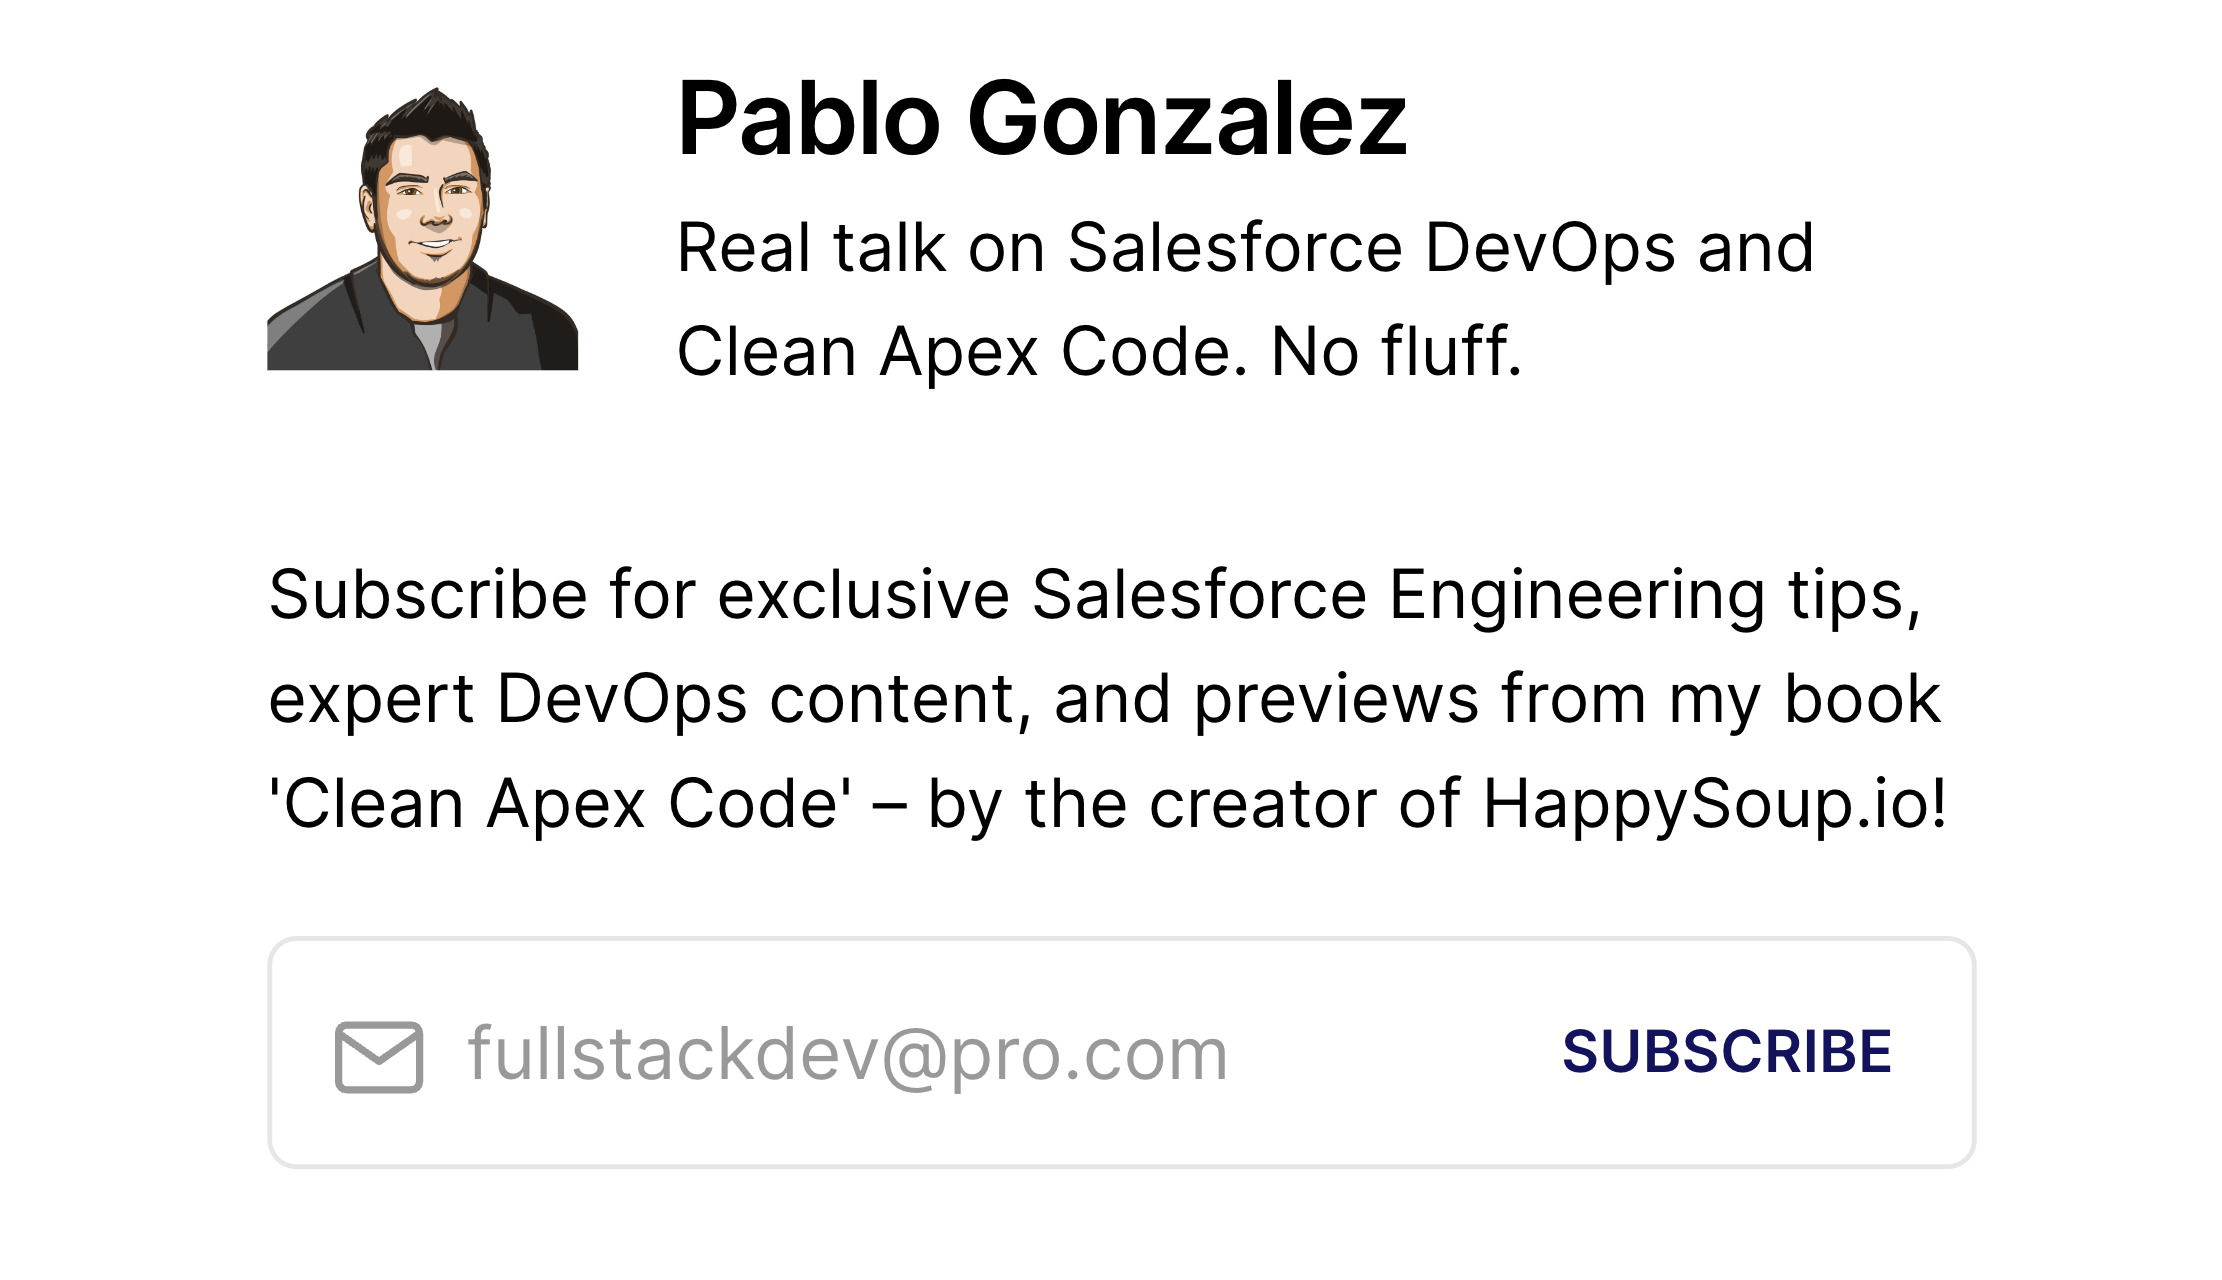 Pablo Gonzalez
Real talk on Salesforce DevOps and
Clean Apex Code. No fluff.
Subscribe for exclusive Salesforce Engineering tips,
expert DevOps content, and previews from my book
'Clean Apex Code' – by the creator of HappySoup.io!
fullstackdev@pro.com SUBSCRIBE